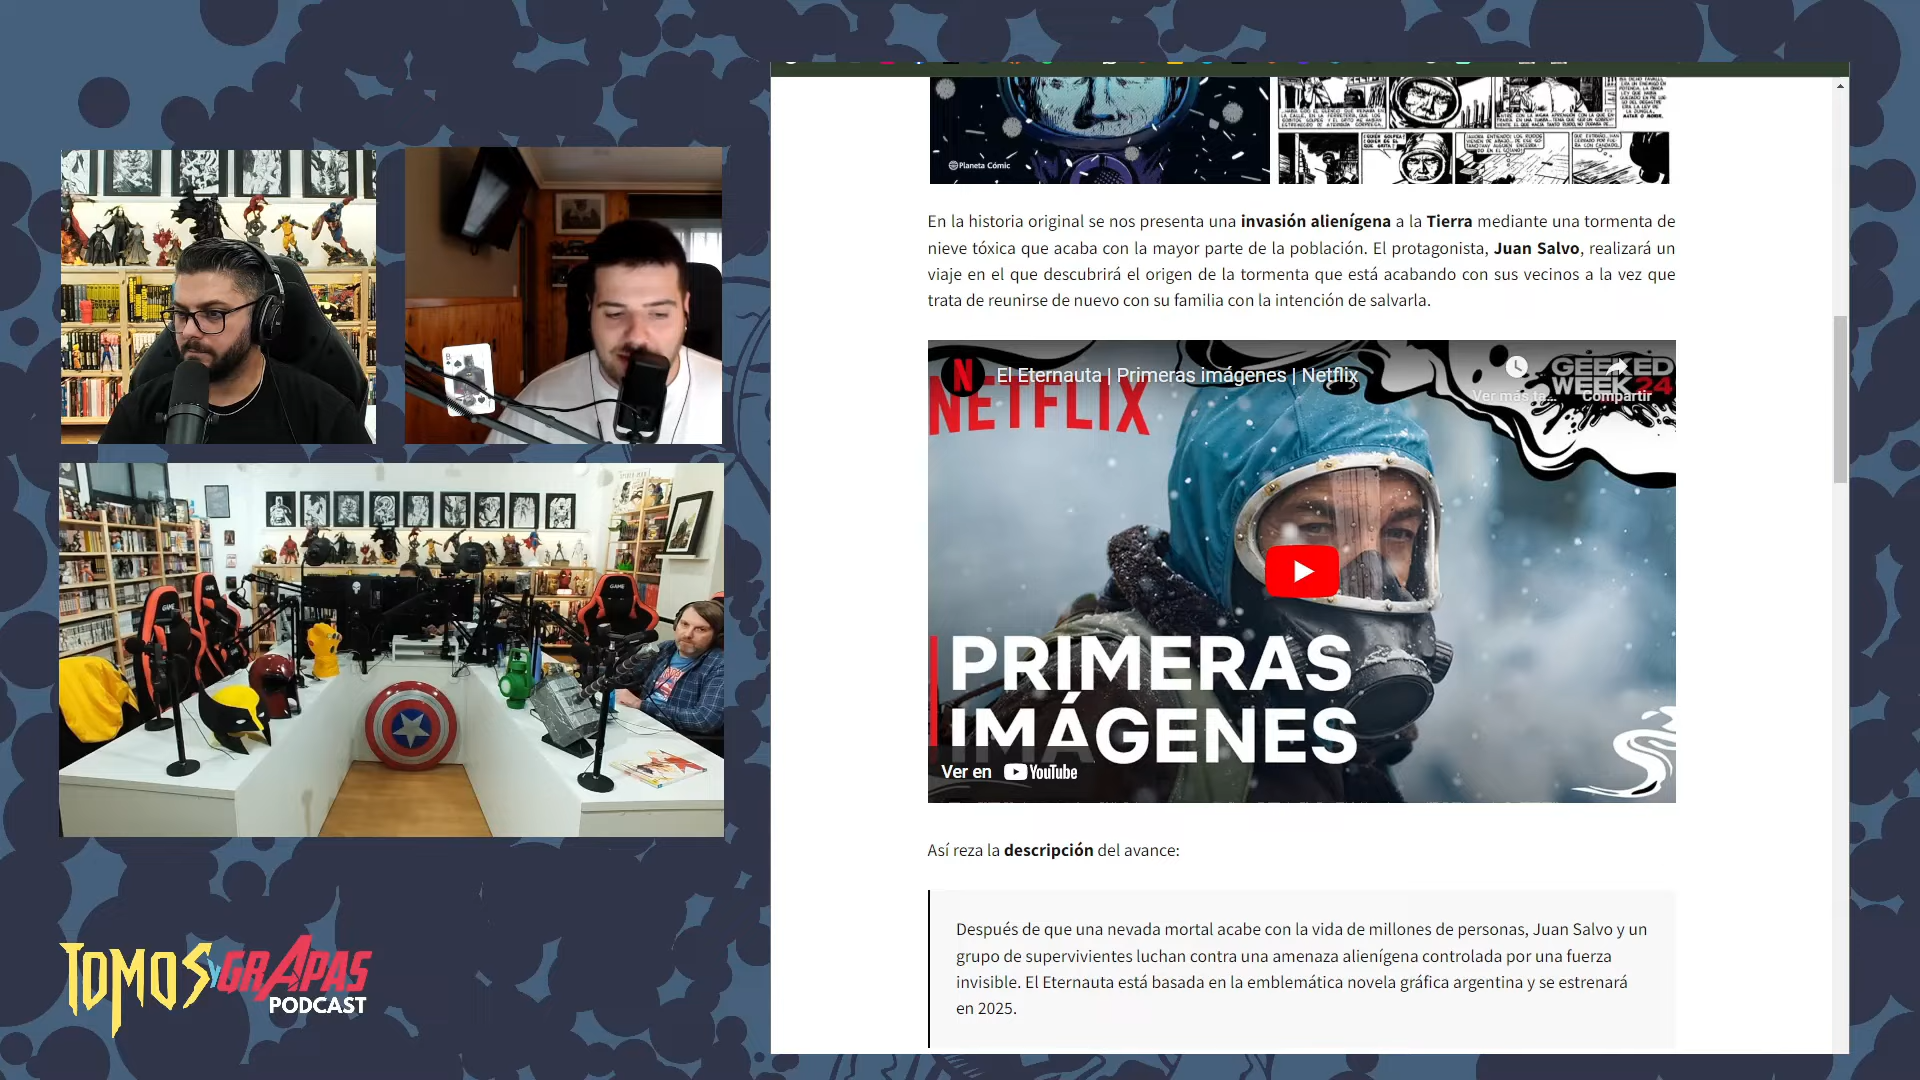 Planeta Cómic
En la historia original se nos presenta una invasión alienígena a la Tierra mediante una tormenta de
nieve tóxica que acaba con la mayor parte de la población. El protagonista, Juan Salvo, realizará un
viaje en el que descubrirá el origen de la tormenta que está acabando con sus vecinos a la vez que
trata de reunirse de nuevo con su familia con la intención de salvarla.
El Eternauta | Primeras imágenes | Netflix
NETFLIX
GEEKED
WEEK 24
Ver más ta...
Compartir
PRIMERAS
IMÁGENES
Ver en YouTube
Así reza la descripción del avance:
Después de que una nevada mortal acabe con la vida de millones de personas, Juan Salvo y un
grupo de supervivientes luchan contra una amenaza alienígena controlada por una fuerza
invisible. El Eternauta está basada en la emblemática novela gráfica argentina y se estrenará
en 2025.
TOMOS Y GRAPAS
PODCAST